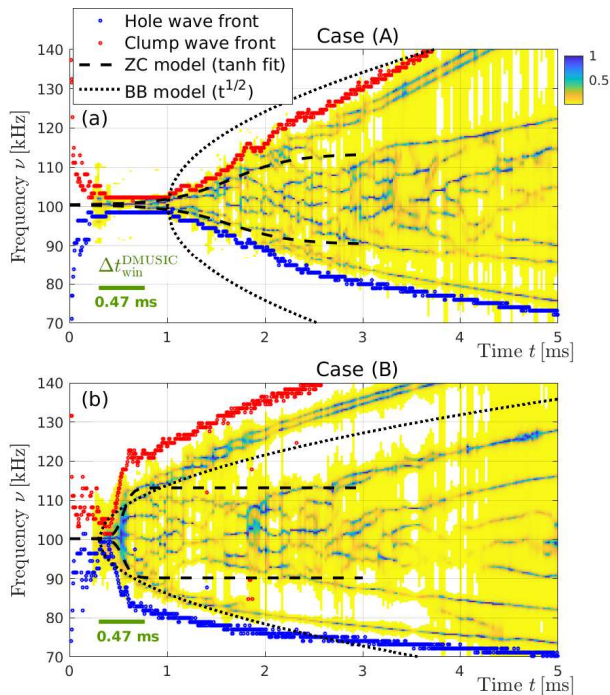 Hole wave front
Clump wave front
ZC model (tanh fit)
BB model (t^1/2)
Case (A)
1
0.5
(a)
Frequency ν [kHz]
140
130
120
110
100
90
80
70
Δt_win^DMUSIC
0.47 ms
0 1 2 3 4 5
Time t [ms]
Case (B)
(b)
Frequency ν [kHz]
140
130
120
110
100
90
80
70
0.47 ms
0 1 2 3 4 5
Time t [ms]